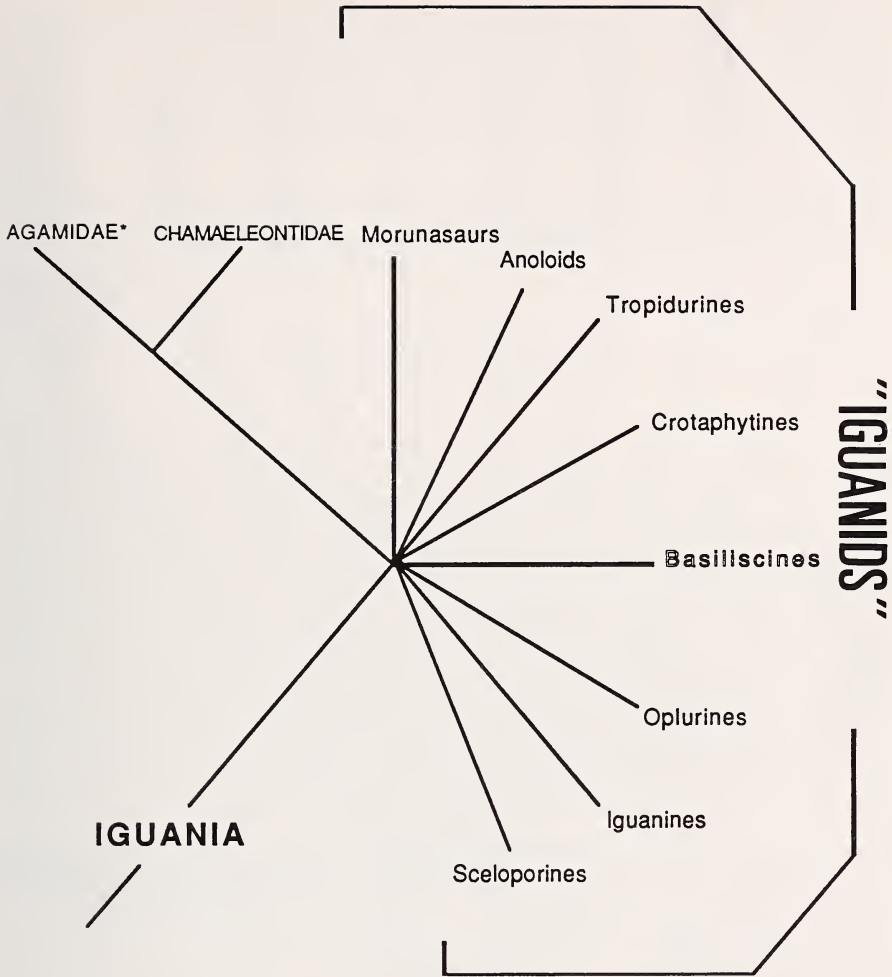 AGAMIDAE*
CHAMAELEONTIDAE
Morunasaurs
Anoloids
Tropidurines
Crotaphytines
Basiliscines
Oplurines
Iguanines
Sceloporines
IGUANIA
"IGUANIDS"